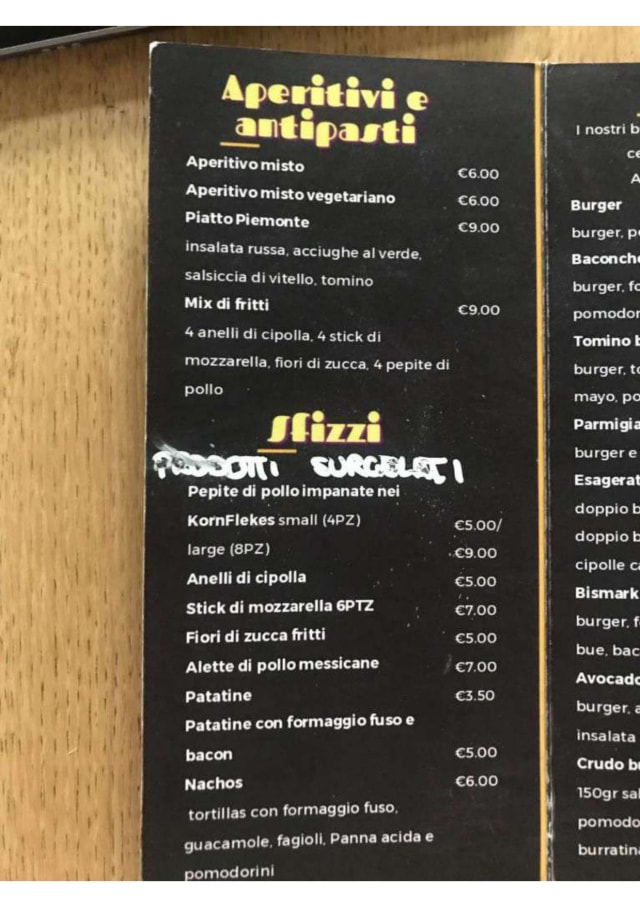 Aperitivi e
antipasti
Aperitivo misto €6.00
Aperitivo misto vegetariano €6.00
Piatto Piemonte €9.00
insalata russa, acciughe al verde,
salsiccia di vitello, tomino
Mix di fritti €9.00
4 anelli di cipolla, 4 stick di
mozzarella, fiori di zucca, 4 pepite di
pollo
Sfizzi
PRODOTTI SURGELATI
Pepite di pollo impanate nei
KornFlekes small (4PZ) €5.00/
large (8PZ) €9.00
Anelli di cipolla €5.00
Stick di mozzarella 6PTZ €7.00
Fiori di zucca fritti €5.00
Alette di pollo messicane €7.00
Patatine €3.50
Patatine con formaggio fuso e
bacon €5.00
Nachos €6.00
tortillas con formaggio fuso,
guacamole, fagioli, Panna acida e
pomodorini
I nostri
Burger
burger,
burger,
Tomino
burger,
mayo,
burger e
doppio
doppio
cipolle
Bismark
burger,
bue,
burger,
insalata
Crudo
150gr